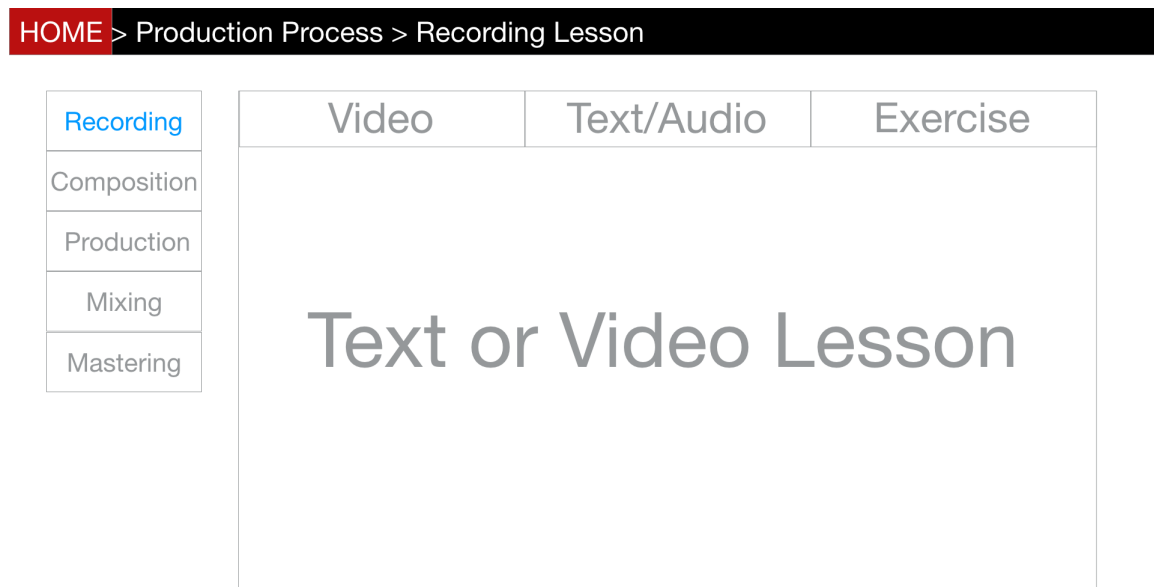 HOME > Production Process > Recording Lesson
Recording
Composition
Production
Mixing
Mastering
Video Text/Audio Exercise
Text or Video Lesson